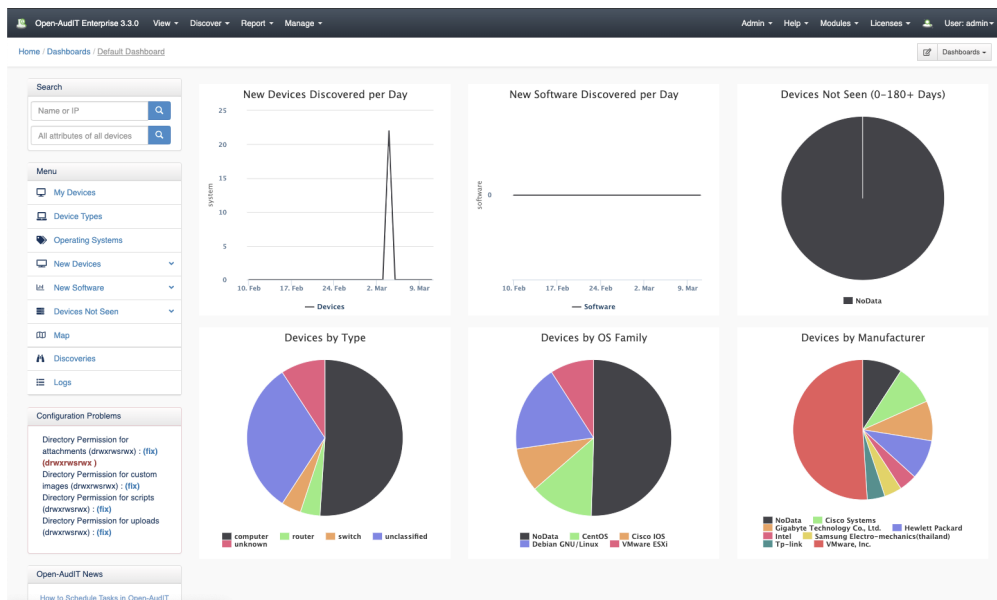 Open-AudIT Enterprise 3.3.0 View Discover Report Manage Admin Help Modules Licenses User: admin
Home / Dashboards / Default Dashboard Dashboards
Search
Name or IP
All attributes of all devices
Menu
My Devices
Device Types
Operating Systems
New Devices
New Software
Devices Not Seen
Map
Discoveries
Logs
Configuration Problems
Directory Permission for
attachments (drwxrwsrwx) : (fix)
(drwxrwsrwx )
Directory Permission for custom
images (drwxrwsrwx) : (fix)
Directory Permission for scripts
(drwxrwsrwx) : (fix)
Directory Permission for uploads
(drwxrwsrwx) : (fix)
Open-AudIT News
How to Schedule Tasks in Open-AudIT
New Devices Discovered per Day
25
20
15
10
5
0
system
10. Feb 17. Feb 24. Feb 2. Mar 9. Mar
Devices
New Software Discovered per Day
software
0
10. Feb 17. Feb 24. Feb 2. Mar 9. Mar
Software
Devices Not Seen (0-180+ Days)
NoData
Devices by Type
computer router switch unclassified
unknown
Devices by OS Family
NoData CentOS Cisco IOS
Debian GNU/Linux VMware ESXi
Devices by Manufacturer
NoData Cisco Systems
Gigabyte Technology Co., Ltd. Hewlett Packard
Intel Samsung Electro-mechanics(thailand)
Tp-link VMware, Inc.